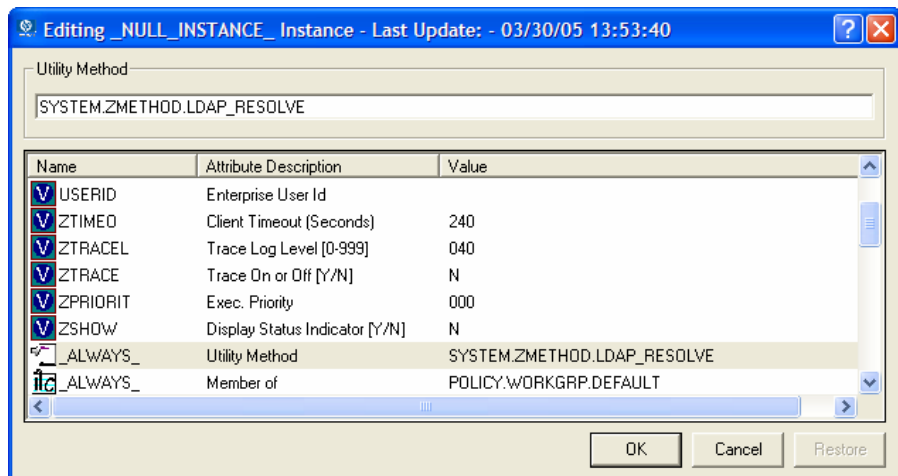 Editing _NULL_INSTANCE_ Instance - Last Update: - 03/30/05 13:53:40
Utility Method
SYSTEM.ZMETHOD.LDAP_RESOLVE
Name Attribute Description Value
V USERID Enterprise User Id
V ZTIMEO Client Timeout (Seconds) 240
V ZTRACEL Trace Log Level [0-999] 040
V ZTRACE Trace On or Off [Y/N] N
V ZPRIORIT Exec. Priority 000
V ZSHOW Display Status Indicator [Y/N] N
_ALWAYS_ Utility Method SYSTEM.ZMETHOD.LDAP_RESOLVE
_ALWAYS_ Member of POLICY.WORKGRP.DEFAULT
OK Cancel Restore